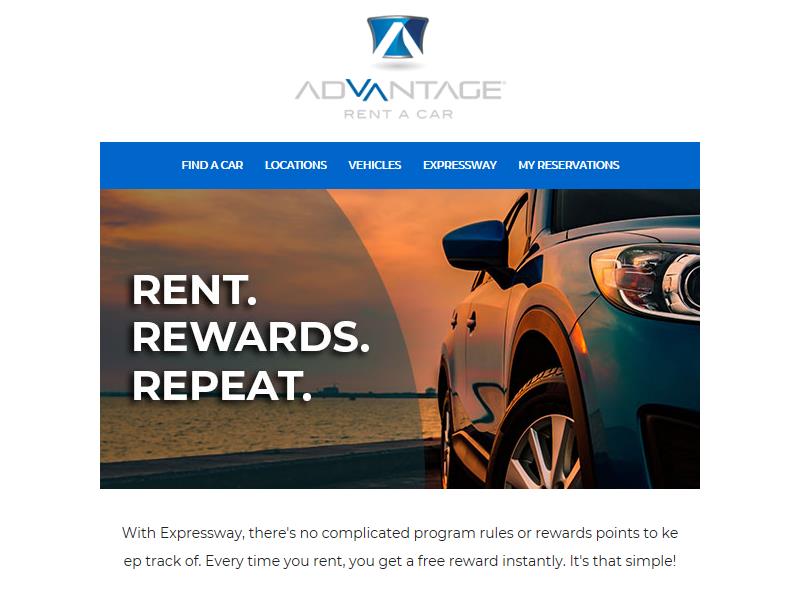 ADVANTAGE
RENT A CAR
FIND A CAR LOCATIONS VEHICLES EXPRESSWAY MY RESERVATIONS
RENT.
REWARDS.
REPEAT.
With Expressway, there's no complicated program rules or rewards points to ke
ep track of. Every time you rent, you get a free reward instantly. It's that simple!